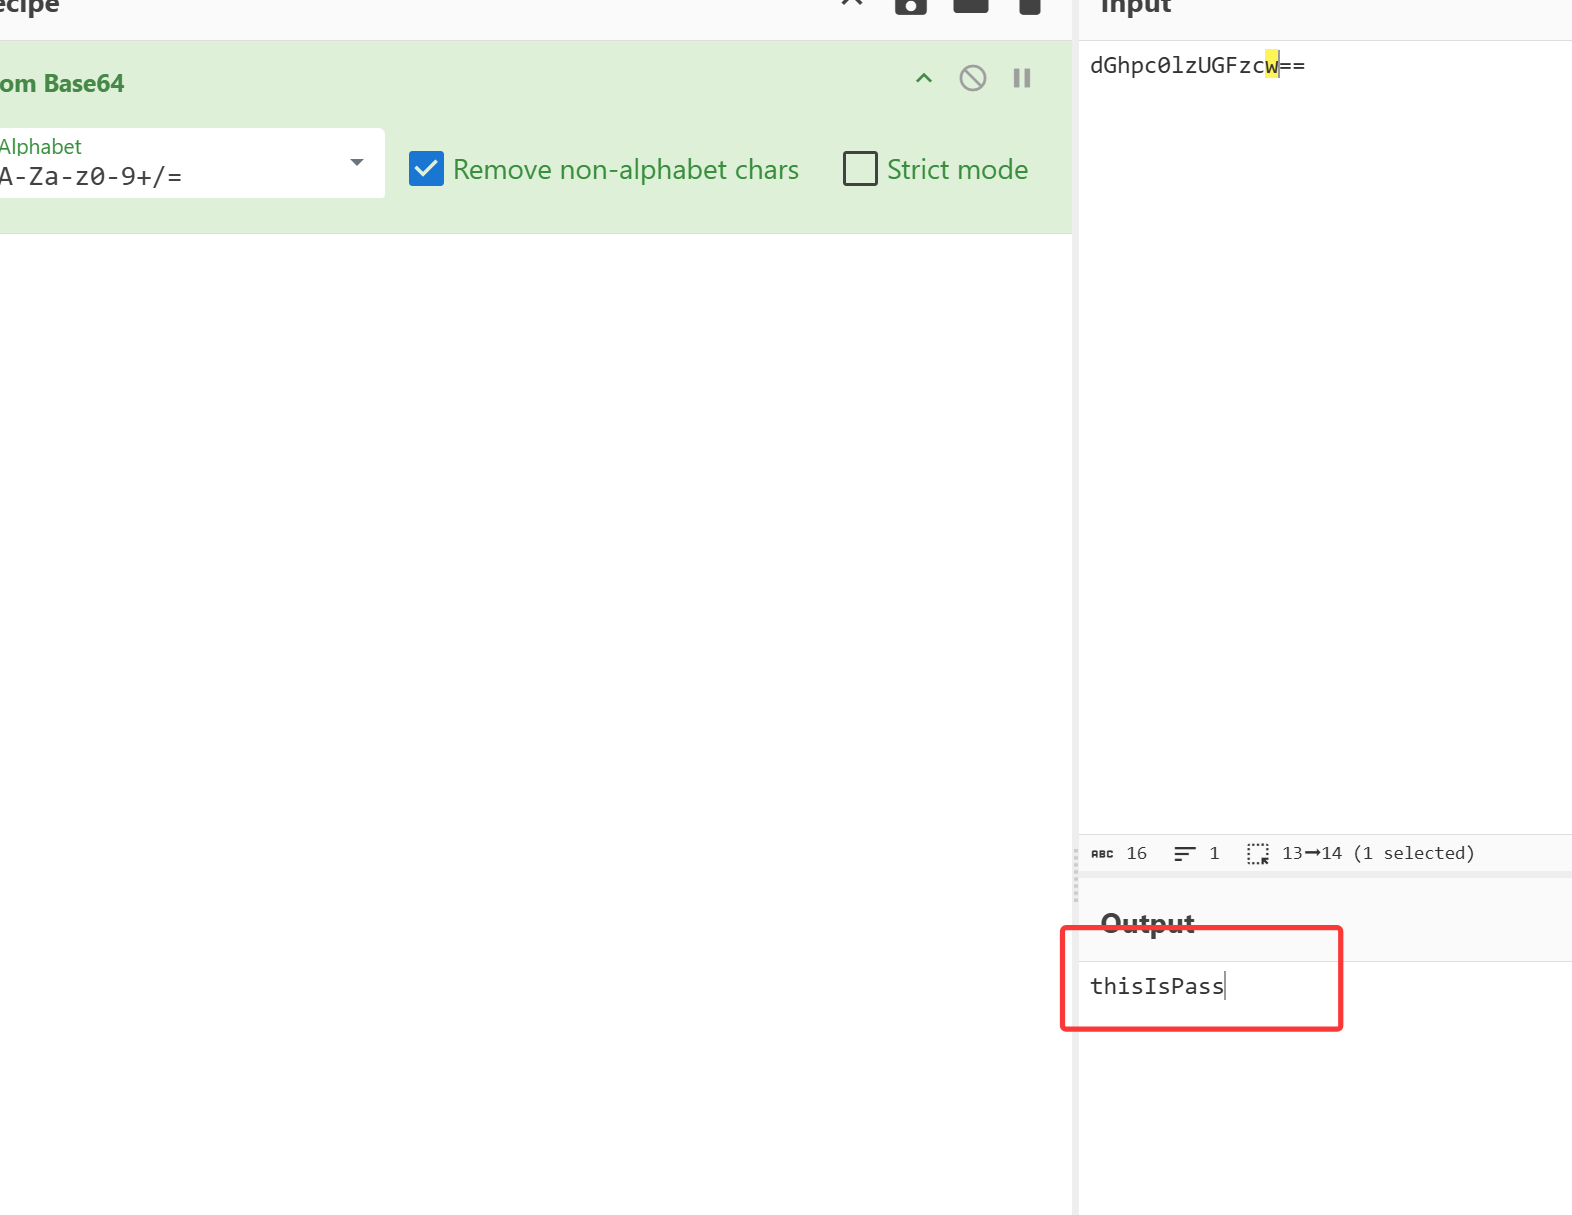 ecipe
om Base64
Alphabet
A-Za-z0-9+/=
Remove non-alphabet chars
Strict mode
Input
dGhpc0lzUGFzcw==
ABC 16 1 13→14 (1 selected)
Output
thisIsPass